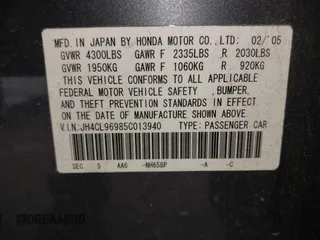 MFD. IN JAPAN BY HONDA MOTOR CO.,LTD. 02/'05
GVWR 4300LBS GAWR F 2335LBS R 2030LBS
GVWR 1950KG GAWR F 1060KG R 920KG
THIS VEHICLE CONFORMS TO ALL APPLICABLE
FEDERAL MOTOR VEHICLE SAFETY ,BUMPER,
AND THEFT PREVENTION STANDARDS IN EFFECT
ON THE DATE OF MANUFACTURE SHOWN ABOVE.
V.I.N: JH4CL96985C013940 TYPE: PASSENGER CAR
SEC 5 AA6 -NH658P -A -C
DREAMBID